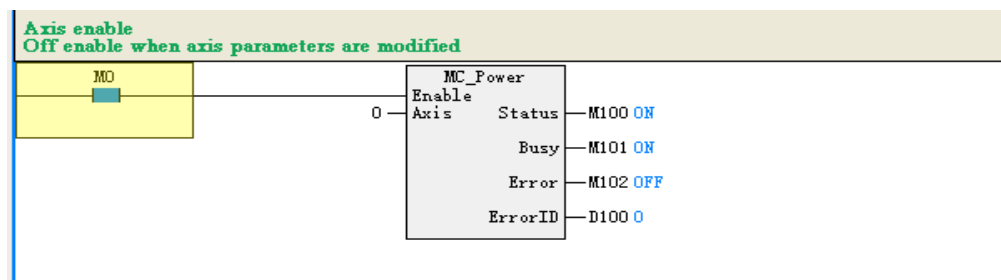 Axis enable
Off enable when axis parameters are modified
M0
MC_Power
Enable
0 Axis Status M100 ON
Busy M101 ON
Error M102 OFF
ErrorID D100 0